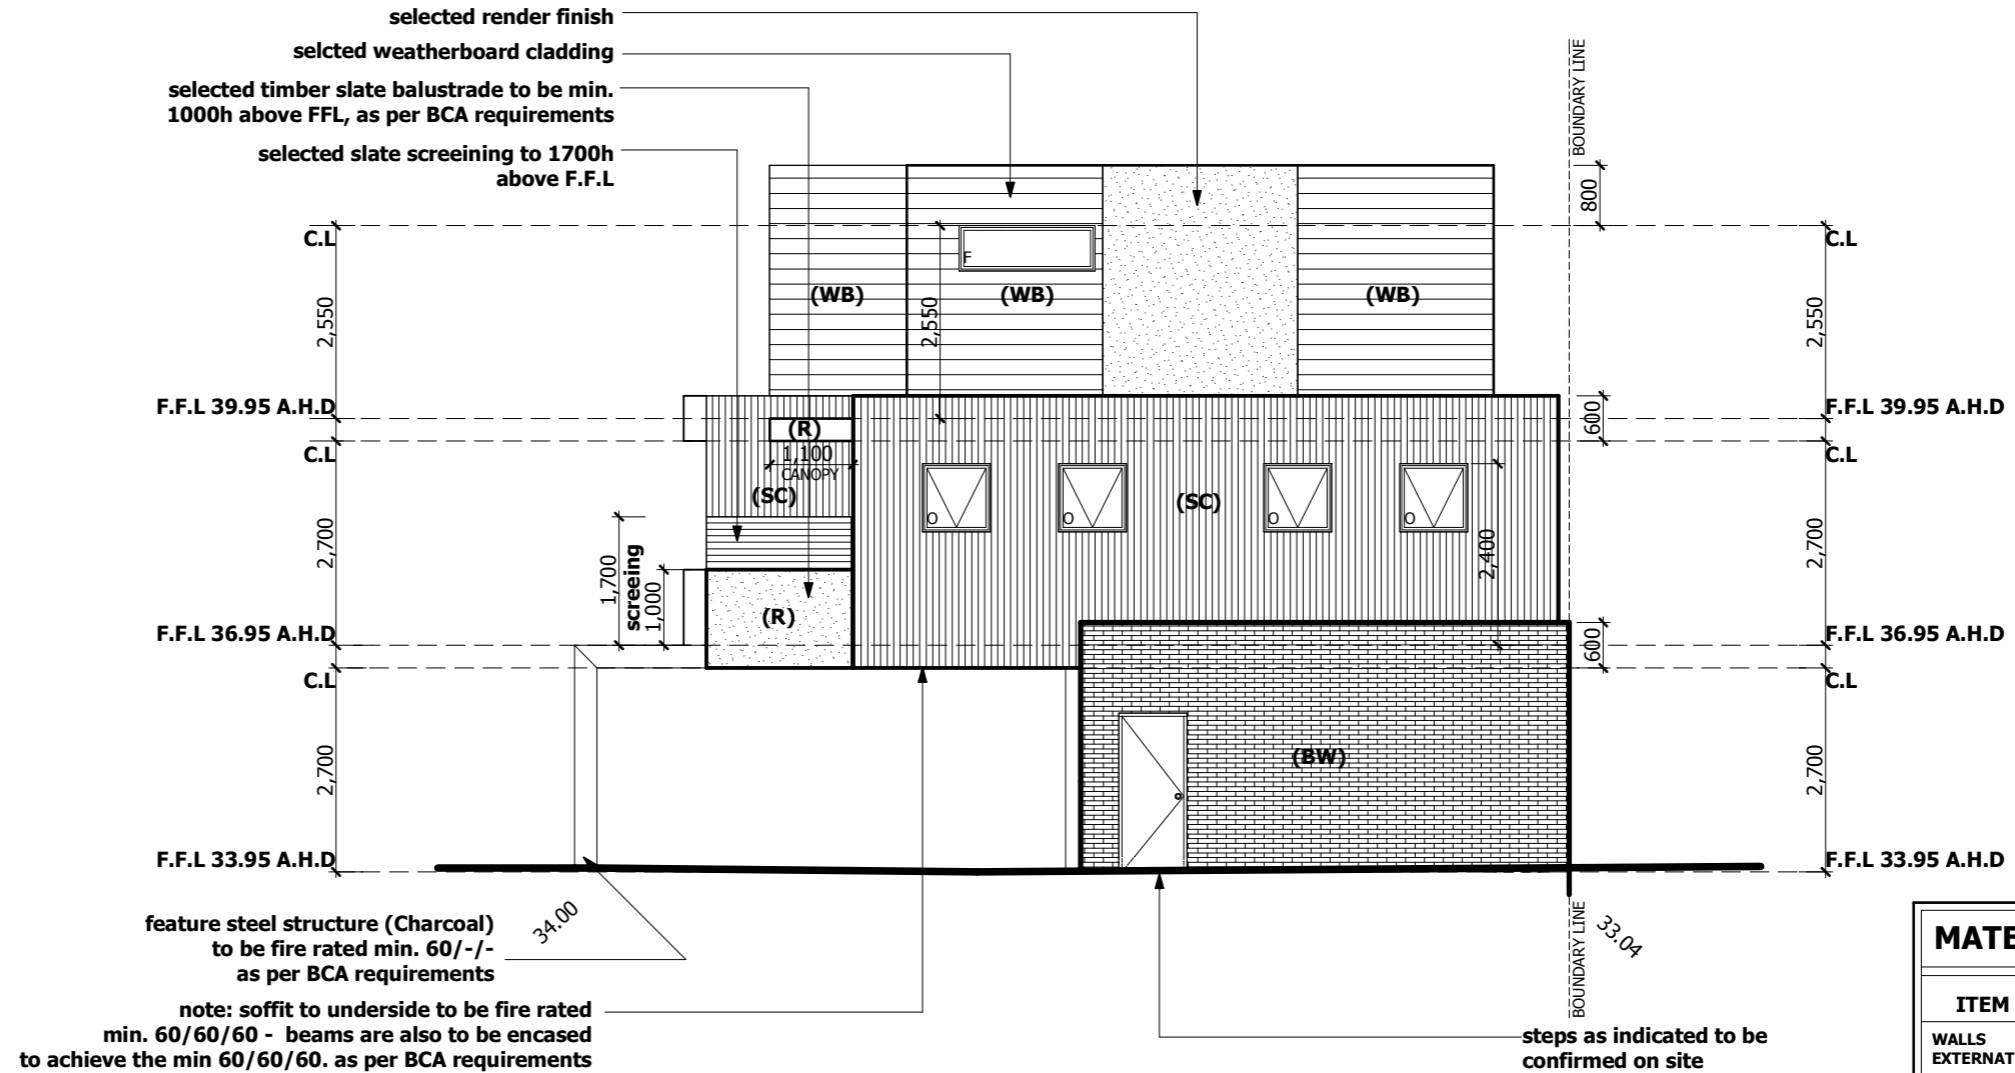 selected render finish
selcted weatherboard cladding
selected timber slate balustrade to be min.
1000h above FFL, as per BCA requirements
selected slate screeining to 1700h
above F.F.L
BOUNDARY LINE
800
C.L
C.L
F
(WB)
(WB)
(WB)
2,550
2,550
2,550
F.F.L 39.95 A.H.D
F.F.L 39.95 A.H.D
(R)
600
C.L
1,100
C.L
CANOPY
(SC)
(SC)
O
O
O
O
2,700
1,700
screeing
1,000
2,400
2,700
(R)
F.F.L 36.95 A.H.D
F.F.L 36.95 A.H.D
600
C.L
C.L
2,700
(BW)
2,700
F.F.L 33.95 A.H.D
F.F.L 33.95 A.H.D
feature steel structure (Charcoal)
to be fire rated min. 60/-/-
as per BCA requirements
34.00
BOUNDARY LINE
33.04
note: soffit to underside to be fire rated
min. 60/60/60 - beams are also to be encased
to achieve the min 60/60/60. as per BCA requirements
steps as indicated to be
confirmed on site
MATE
ITEM
WALLS
EXTERNAT